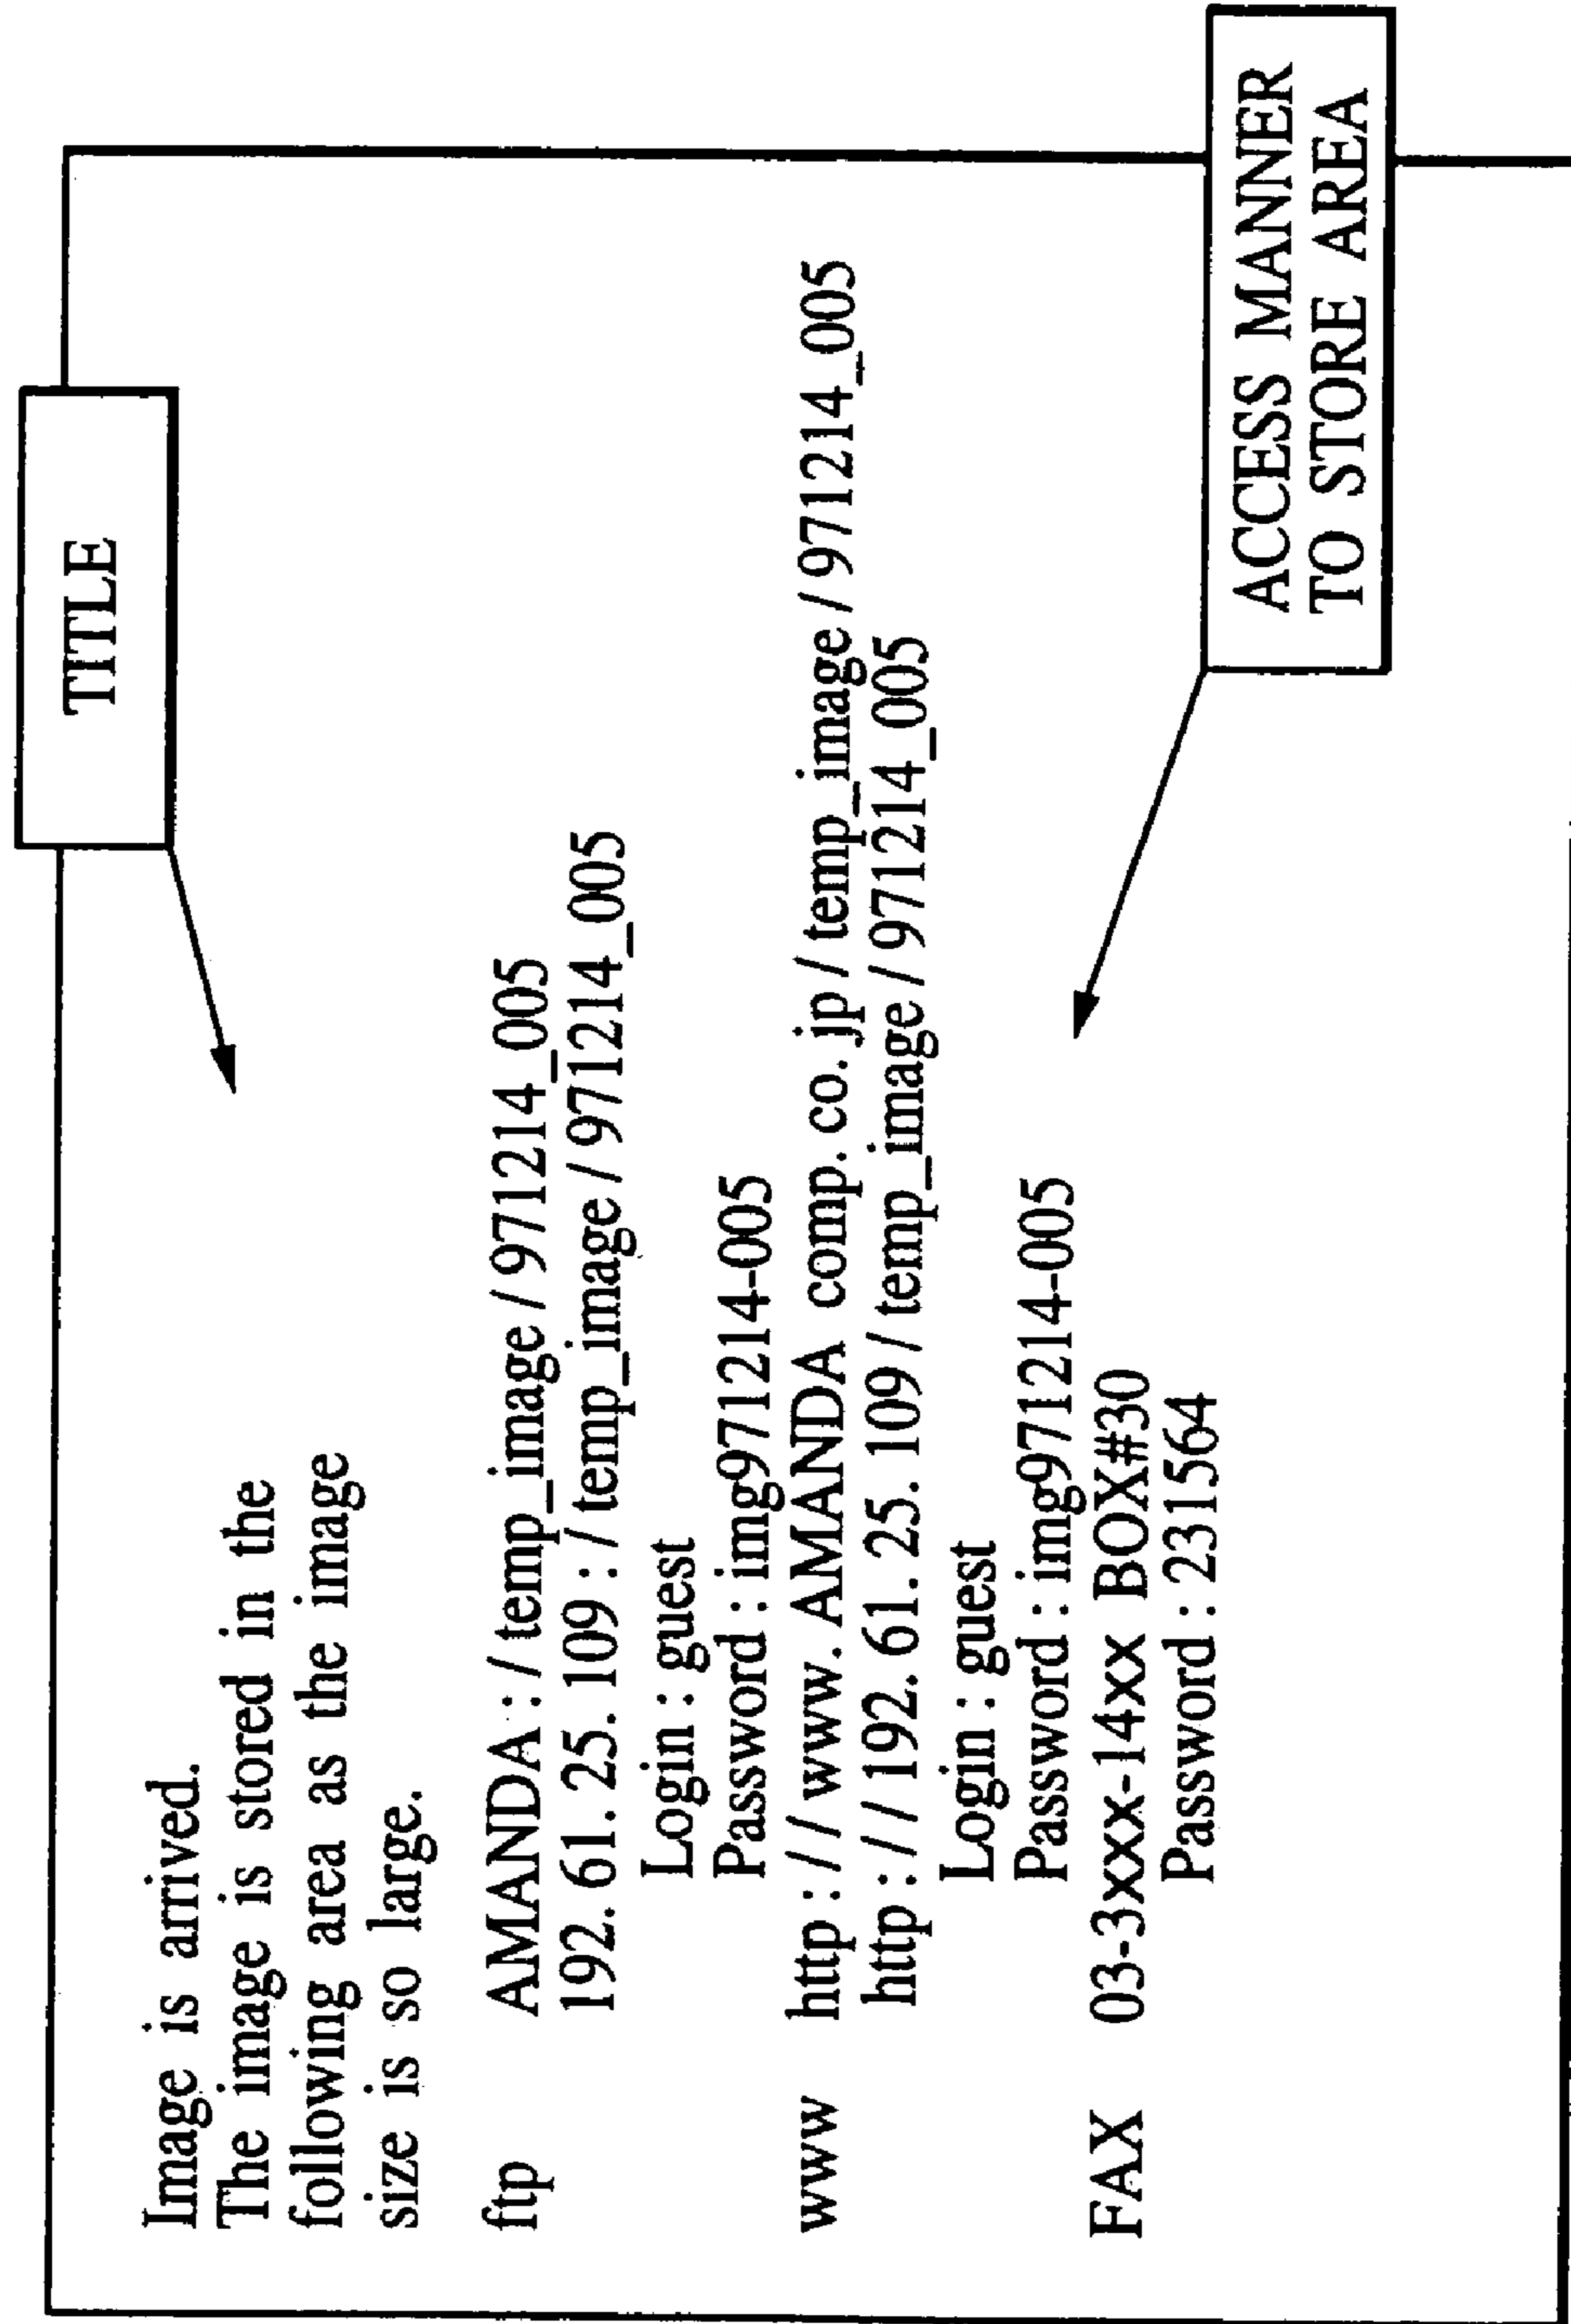 TITLE
Image is arrived.
The image is stored in the
following area as the image
size is so large.
ftp AMANDA : / temp_image / 971214_005
192. 61. 25. 109 : / temp_image / 971214_005
Login : guest
Password : img971214-005
www http : // www. AMANDA comp. co. jp / temp_image / 971214_005
http : // 192. 61. 25. 109 / temp_image / 971214_005
Login : guest
Password : img971214-005
FAX 03-3xxx-14xx BOX#30
Password : 231564
ACCESS MANNER
TO STORE AREA